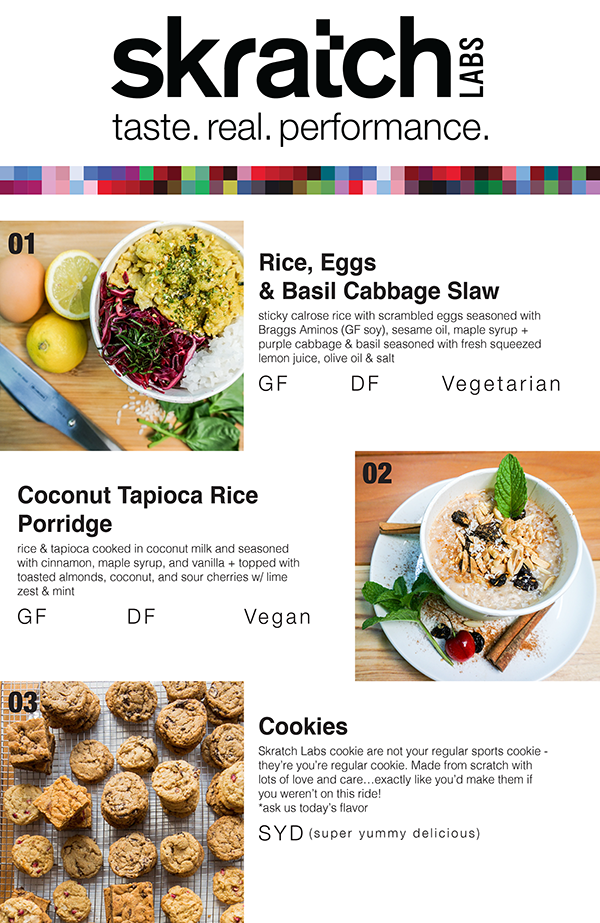 skratch LABS
taste. real. performance.
01
Rice, Eggs
& Basil Cabbage Slaw
sticky calrose rice with scrambled eggs seasoned with
Braggs Aminos (GF soy), sesame oil, maple syrup +
purple cabbage & basil seasoned with fresh squeezed
lemon juice, olive oil & salt
GF DF Vegetarian
02
Coconut Tapioca Rice
Porridge
rice & tapioca cooked in coconut milk and seasoned
with cinnamon, maple syrup, and vanilla + topped with
toasted almonds, coconut, and sour cherries w/ lime
zest & mint
GF DF Vegan
03
Cookies
Skratch Labs cookie are not your regular sports cookie -
they're you're regular cookie. Made from scratch with
lots of love and care...exactly like you'd make them if
you weren't on this ride!
*ask us today's flavor
SYD (super yummy delicious)